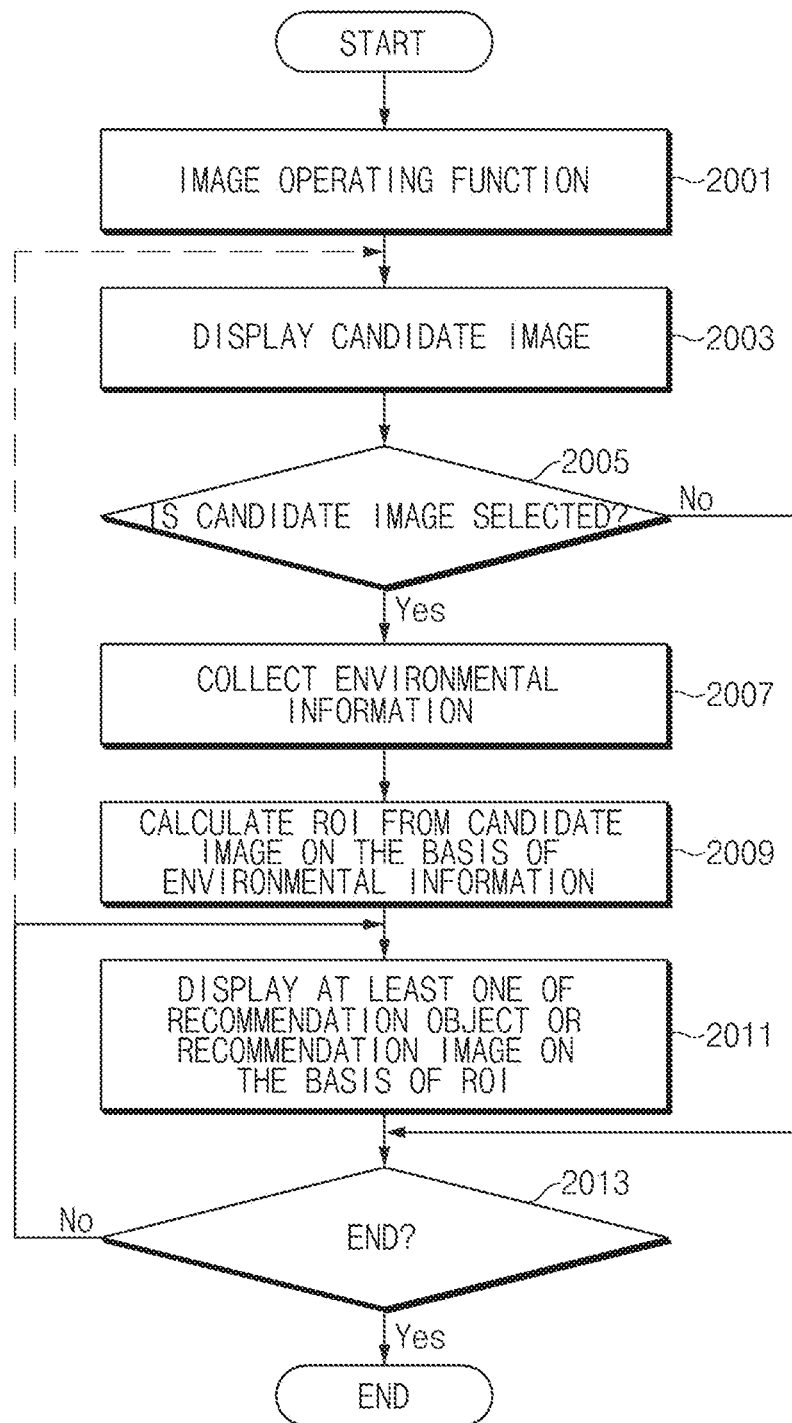 START
IMAGE OPERATING FUNCTION
2001
DISPLAY CANDIDATE IMAGE
2003
2005
IS CANDIDATE IMAGE SELECTED?
No
Yes
COLLECT ENVIRONMENTAL
INFORMATION
2007
CALCULATE ROI FROM CANDIDATE
IMAGE ON THE BASIS OF
ENVIRONMENTAL INFORMATION
2009
DISPLAY AT LEAST ONE OF
RECOMMENDATION OBJECT OR
RECOMMENDATION IMAGE ON
THE BASIS OF ROI
2011
2013
No
END?
Yes
END